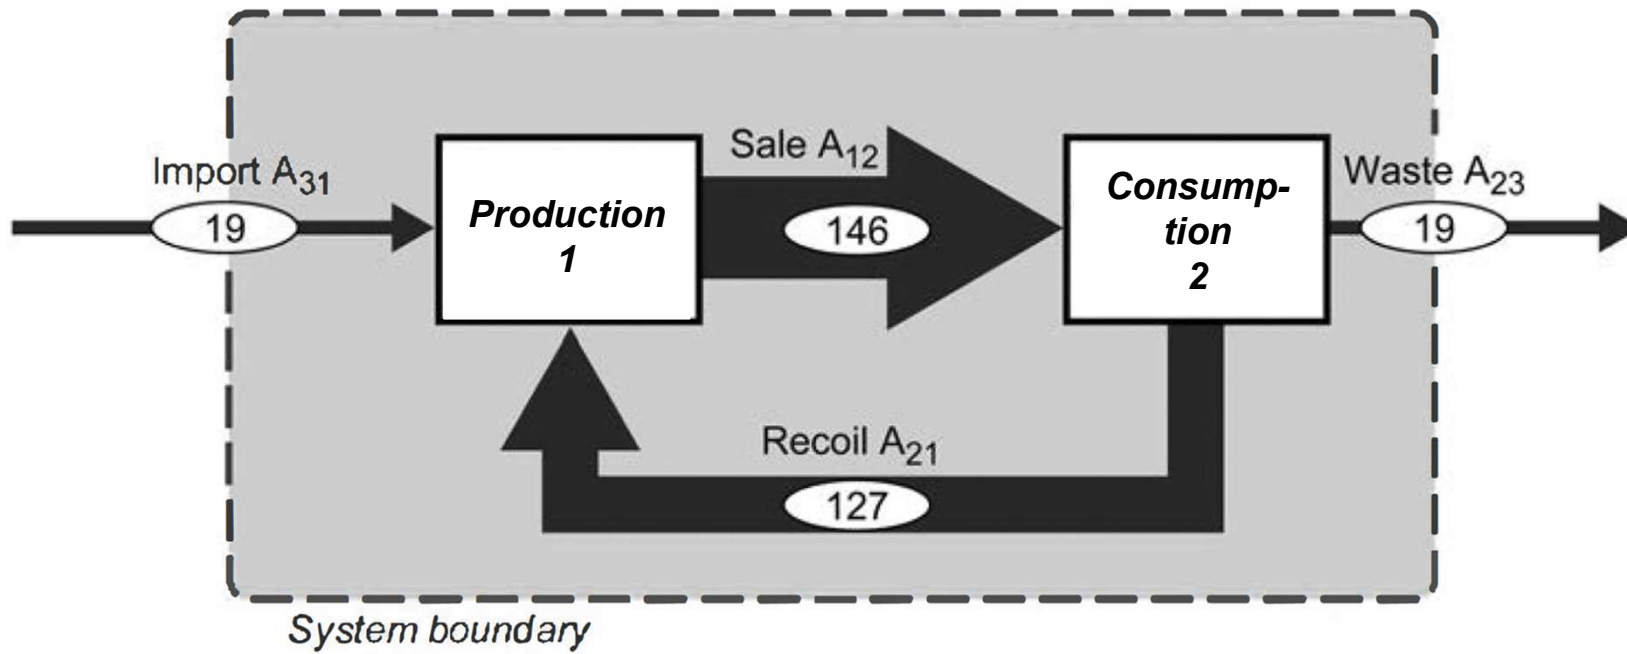 Sale A₁₂
Import A₃₁
Waste A₂₃
Production
1
Consump-
tion
2
19
146
19
Recoil A₂₁
127
System boundary